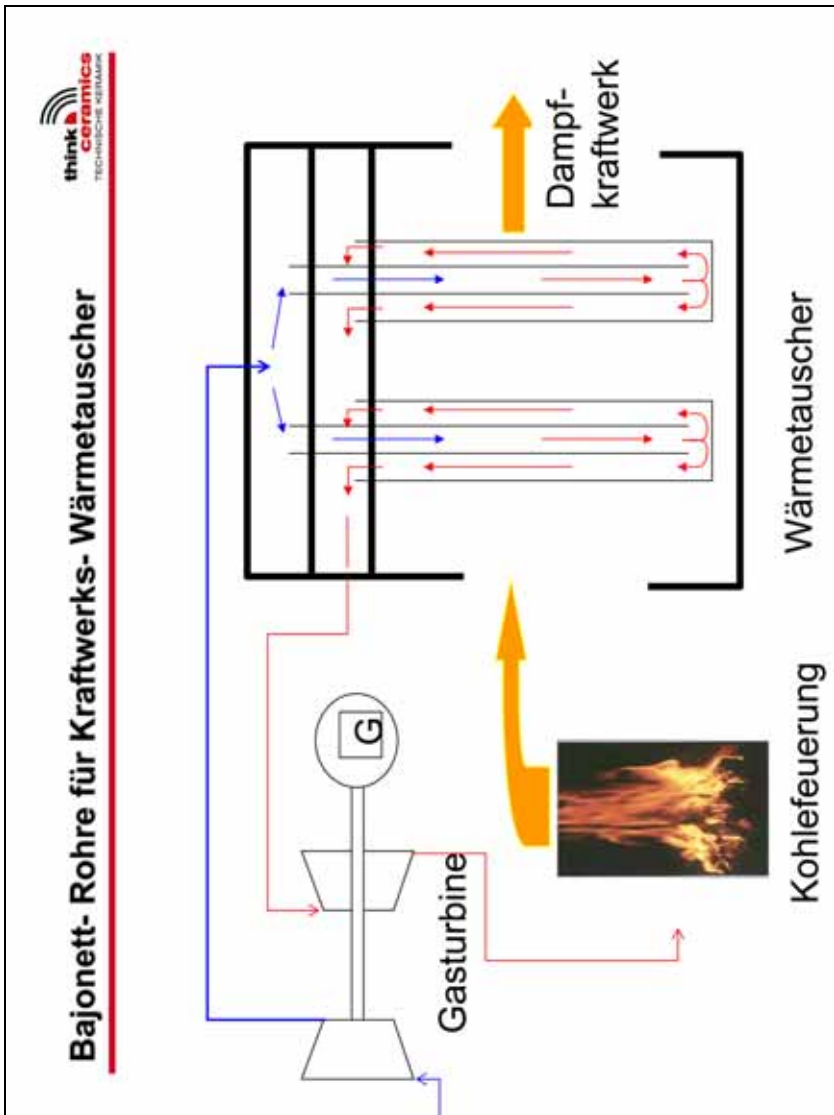 Bajonett- Rohre für Kraftwerks- Wärmetauscher
think
ceramics
TECHNISCHE KERAMIK
G
Gasturbine
Kohlefeuerung
Wärmetauscher
Dampf-
kraftwerk